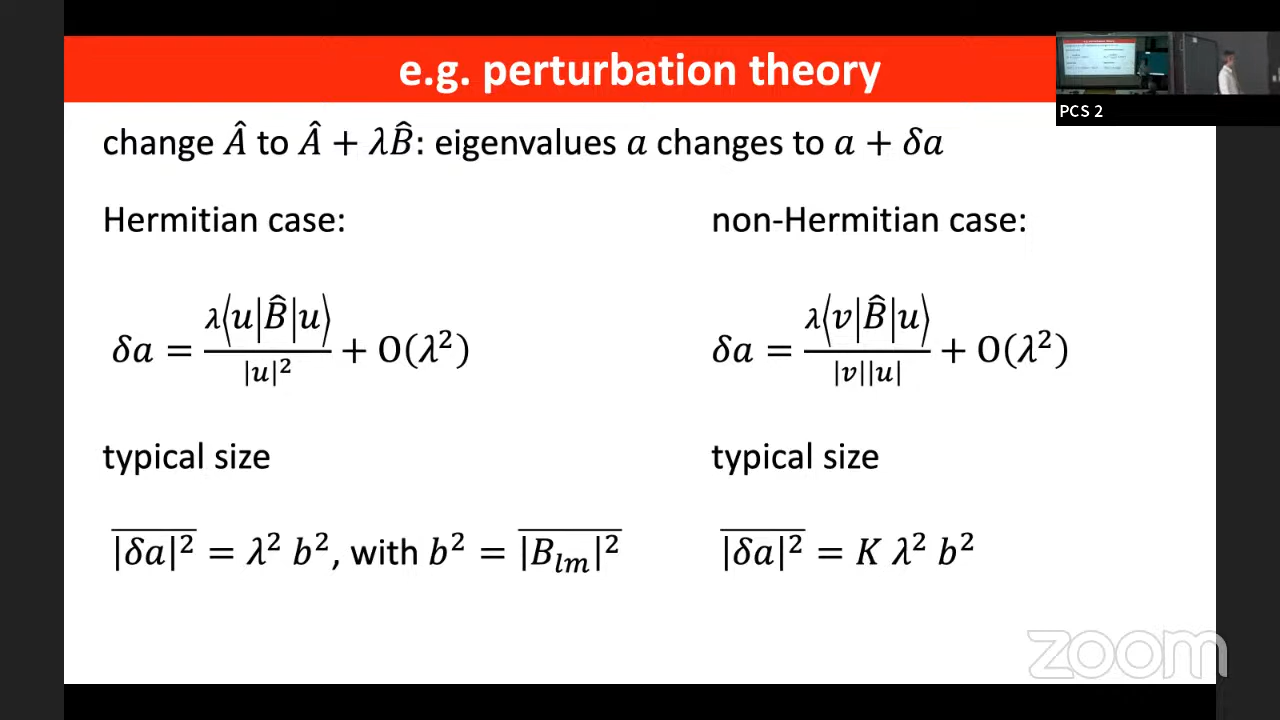 e.g. perturbation theory
PCS 2
change Â to Â + λB̂: eigenvalues a changes to a + δa
Hermitian case:
non-Hermitian case:
δa = λ⟨u|B̂|u⟩ / |u|² + O(λ²)
δa = λ⟨v|B̂|u⟩ / |v||u| + O(λ²)
typical size
typical size
|δa|²̅ = λ² b², with b² = |Bₗₘ|²̅
|δa|²̅ = K λ² b²
zoom